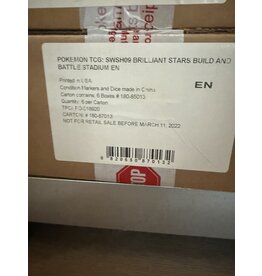 POKEMON TCG: SWSH09 BRILLIANT STARS BUILD AND
BATTLE STADIUM EN
EN
Printed in USA
Condition Markers and Dice made in China
Carton contains: 6 Boxes # 180-85013
Quantity: 6 per Carton
CARTON: # 180-87013
NOT FOR RETAIL SALE BEFORE MARCH 11, 2022
STOP